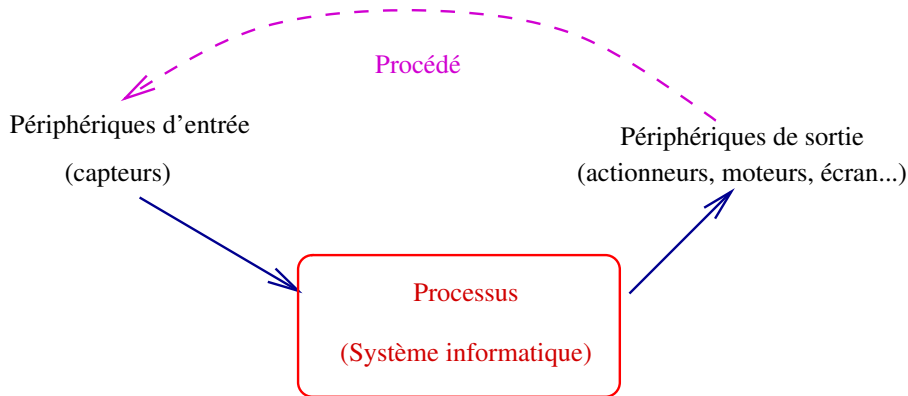 Procédé
Périphériques d'entrée
(capteurs)
Périphériques de sortie
(actionneurs, moteurs, écran...)
Processus
(Système informatique)